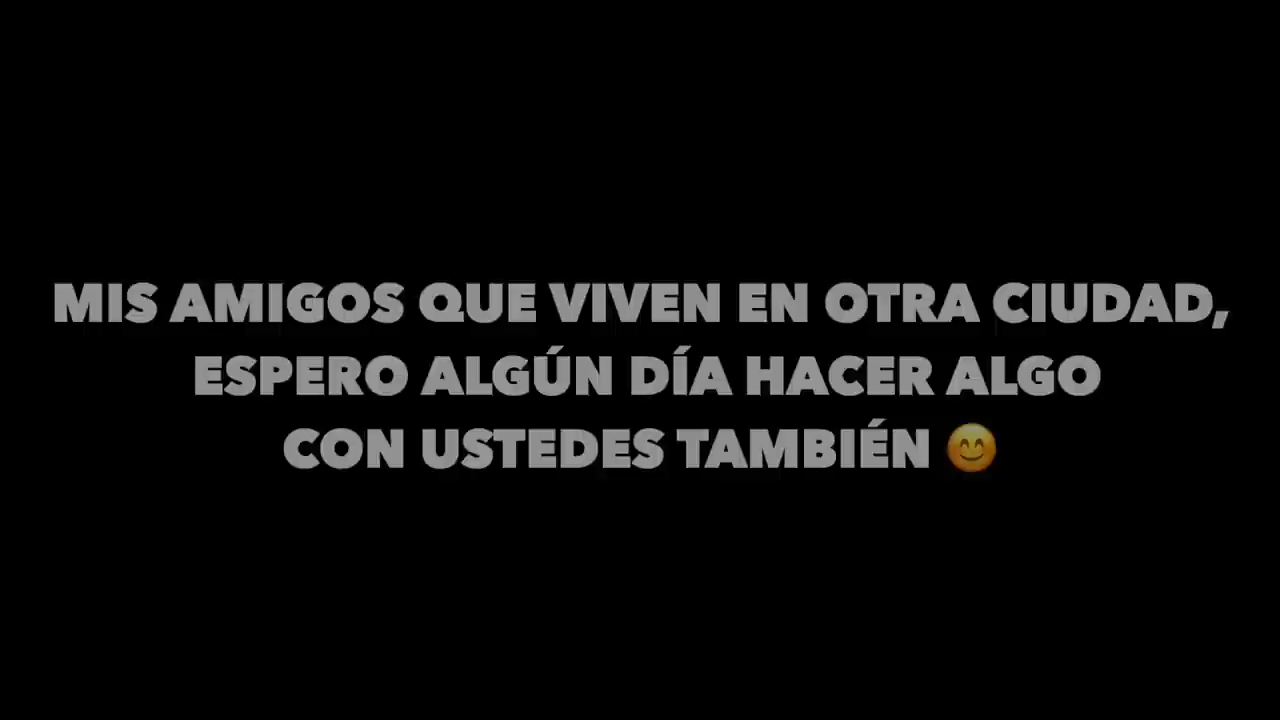 MIS AMIGOS QUE VIVEN EN OTRA CIUDAD,
ESPERO ALGÚN DÍA HACER ALGO
CON USTEDES TAMBIÉN 😊